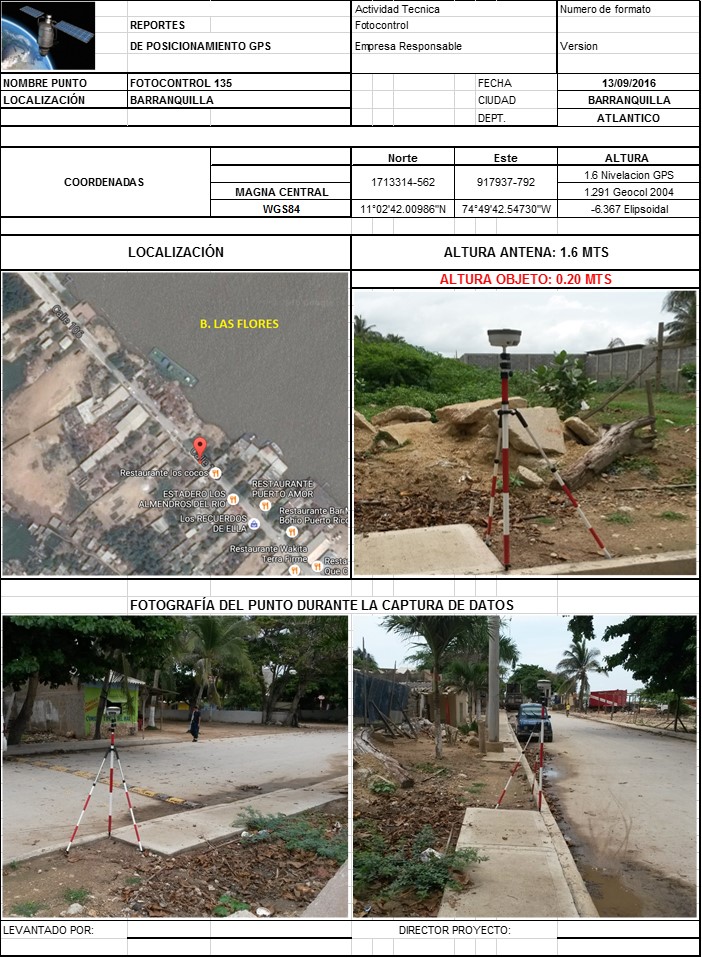 Actividad Tecnica
Numero de formato
REPORTES
Fotocontrol
DE POSICIONAMIENTO GPS
Empresa Responsable
Version
NOMBRE PUNTO
FOTOCONTROL 135
FECHA
13/09/2016
LOCALIZACIÓN
BARRANQUILLA
CIUDAD
BARRANQUILLA
DEPT.
ATLANTICO
COORDENADAS
Norte
Este
ALTURA
1.6 Nivelacion GPS
MAGNA CENTRAL
1713314-562
917937-792
1.291 Geocol 2004
WGS84
11°02'42.00986"N
74°49'42.54730"W
-6.367 Elipsoidal
LOCALIZACIÓN
ALTURA ANTENA: 1.6 MTS
ALTURA OBJETO: 0.20 MTS
B. LAS FLORES
Restaurante los cocos
RESTAURANTE
PUERTO AMOR
ESTADERO LOS
ALMENDROS DEL RIO
Restaurante Bar
Bohio Puerto Rico
Los RECUERDOS
DE ELLA
Restaurante Wakita
Terra Firme
Resta
Que C
FOTOGRAFÍA DEL PUNTO DURANTE LA CAPTURA DE DATOS
LEVANTADO POR:
DIRECTOR PROYECTO: